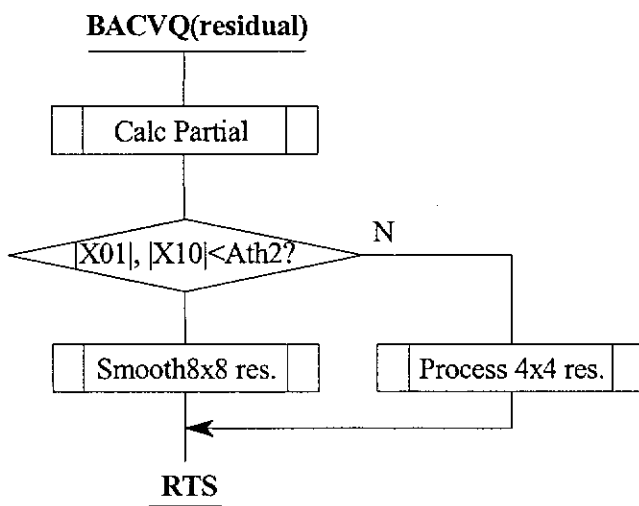 BACVQ(residual)
Calc Partial
|X01|, |X10|<Ath2?
N
Smooth8x8 res.
Process 4x4 res.
RTS